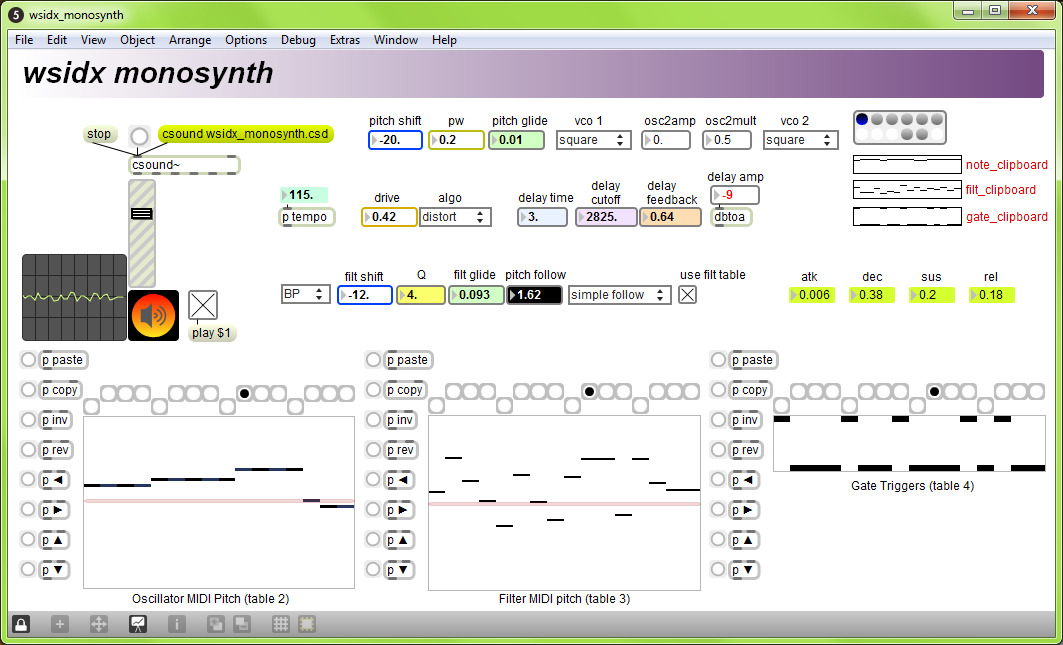 5 wsidx_monosynth
File Edit View Object Arrange Options Debug Extras Window Help
wsidx monosynth
stop csound wsidx_monosynth.csd
csound~
pitch shift pw pitch glide vco 1 osc2amp osc2mult vco 2
-20. 0.2 0.01 square 0. 0.5 square
note_clipboard
filt_clipboard
gate_clipboard
115.
p tempo
drive algo delay time delay cutoff delay feedback delay amp
0.42 distort 3. 2825. 0.64 -9
dbtoa
filt shift Q filt glide pitch follow use filt table
BP -12. 4. 0.093 1.62 simple follow
atk dec sus rel
0.006 0.38 0.2 0.18
play $1
p paste p paste p paste
p copy p copy p copy
p inv p inv p inv
p rev p rev p rev
p ◄ p ◄ p ◄
p ► p ► p ►
p ▲ p ▲ p ▲
p ▼ p ▼ p ▼
Gate Triggers (table 4)
Oscillator MIDI Pitch (table 2) Filter MIDI pitch (table 3)